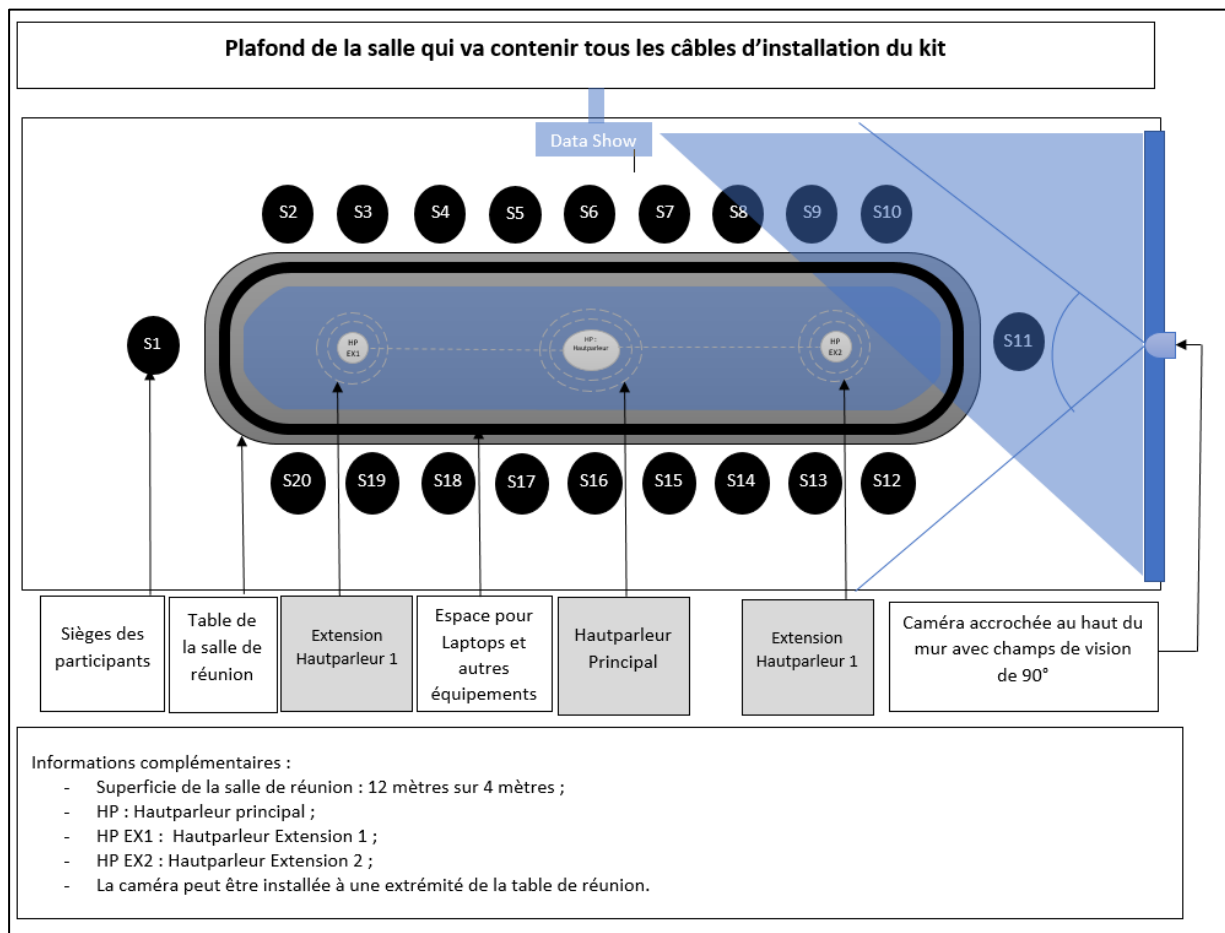 Plafond de la salle qui va contenir tous les câbles d’installation du kit
Data Show
S2
S3
S4
S5
S6
S7
S8
S9
S10
S1
HP
EX1
HP :
Hautparleur
HP
EX2
S11
S20
S19
S18
S17
S16
S15
S14
S13
S12
Sièges des
participants
Table de
la salle de
réunion
Extension
Hautparleur 1
Espace pour
Laptops et
autres
équipements
Hautparleur
Principal
Extension
Hautparleur 1
Caméra accrochée au haut du
mur avec champs de vision
de 90°
Informations complémentaires :
- Superficie de la salle de réunion : 12 mètres sur 4 mètres ;
- HP : Hautparleur principal ;
- HP EX1 : Hautparleur Extension 1 ;
- HP EX2 : Hautparleur Extension 2 ;
- La caméra peut être installée à une extrémité de la table de réunion.